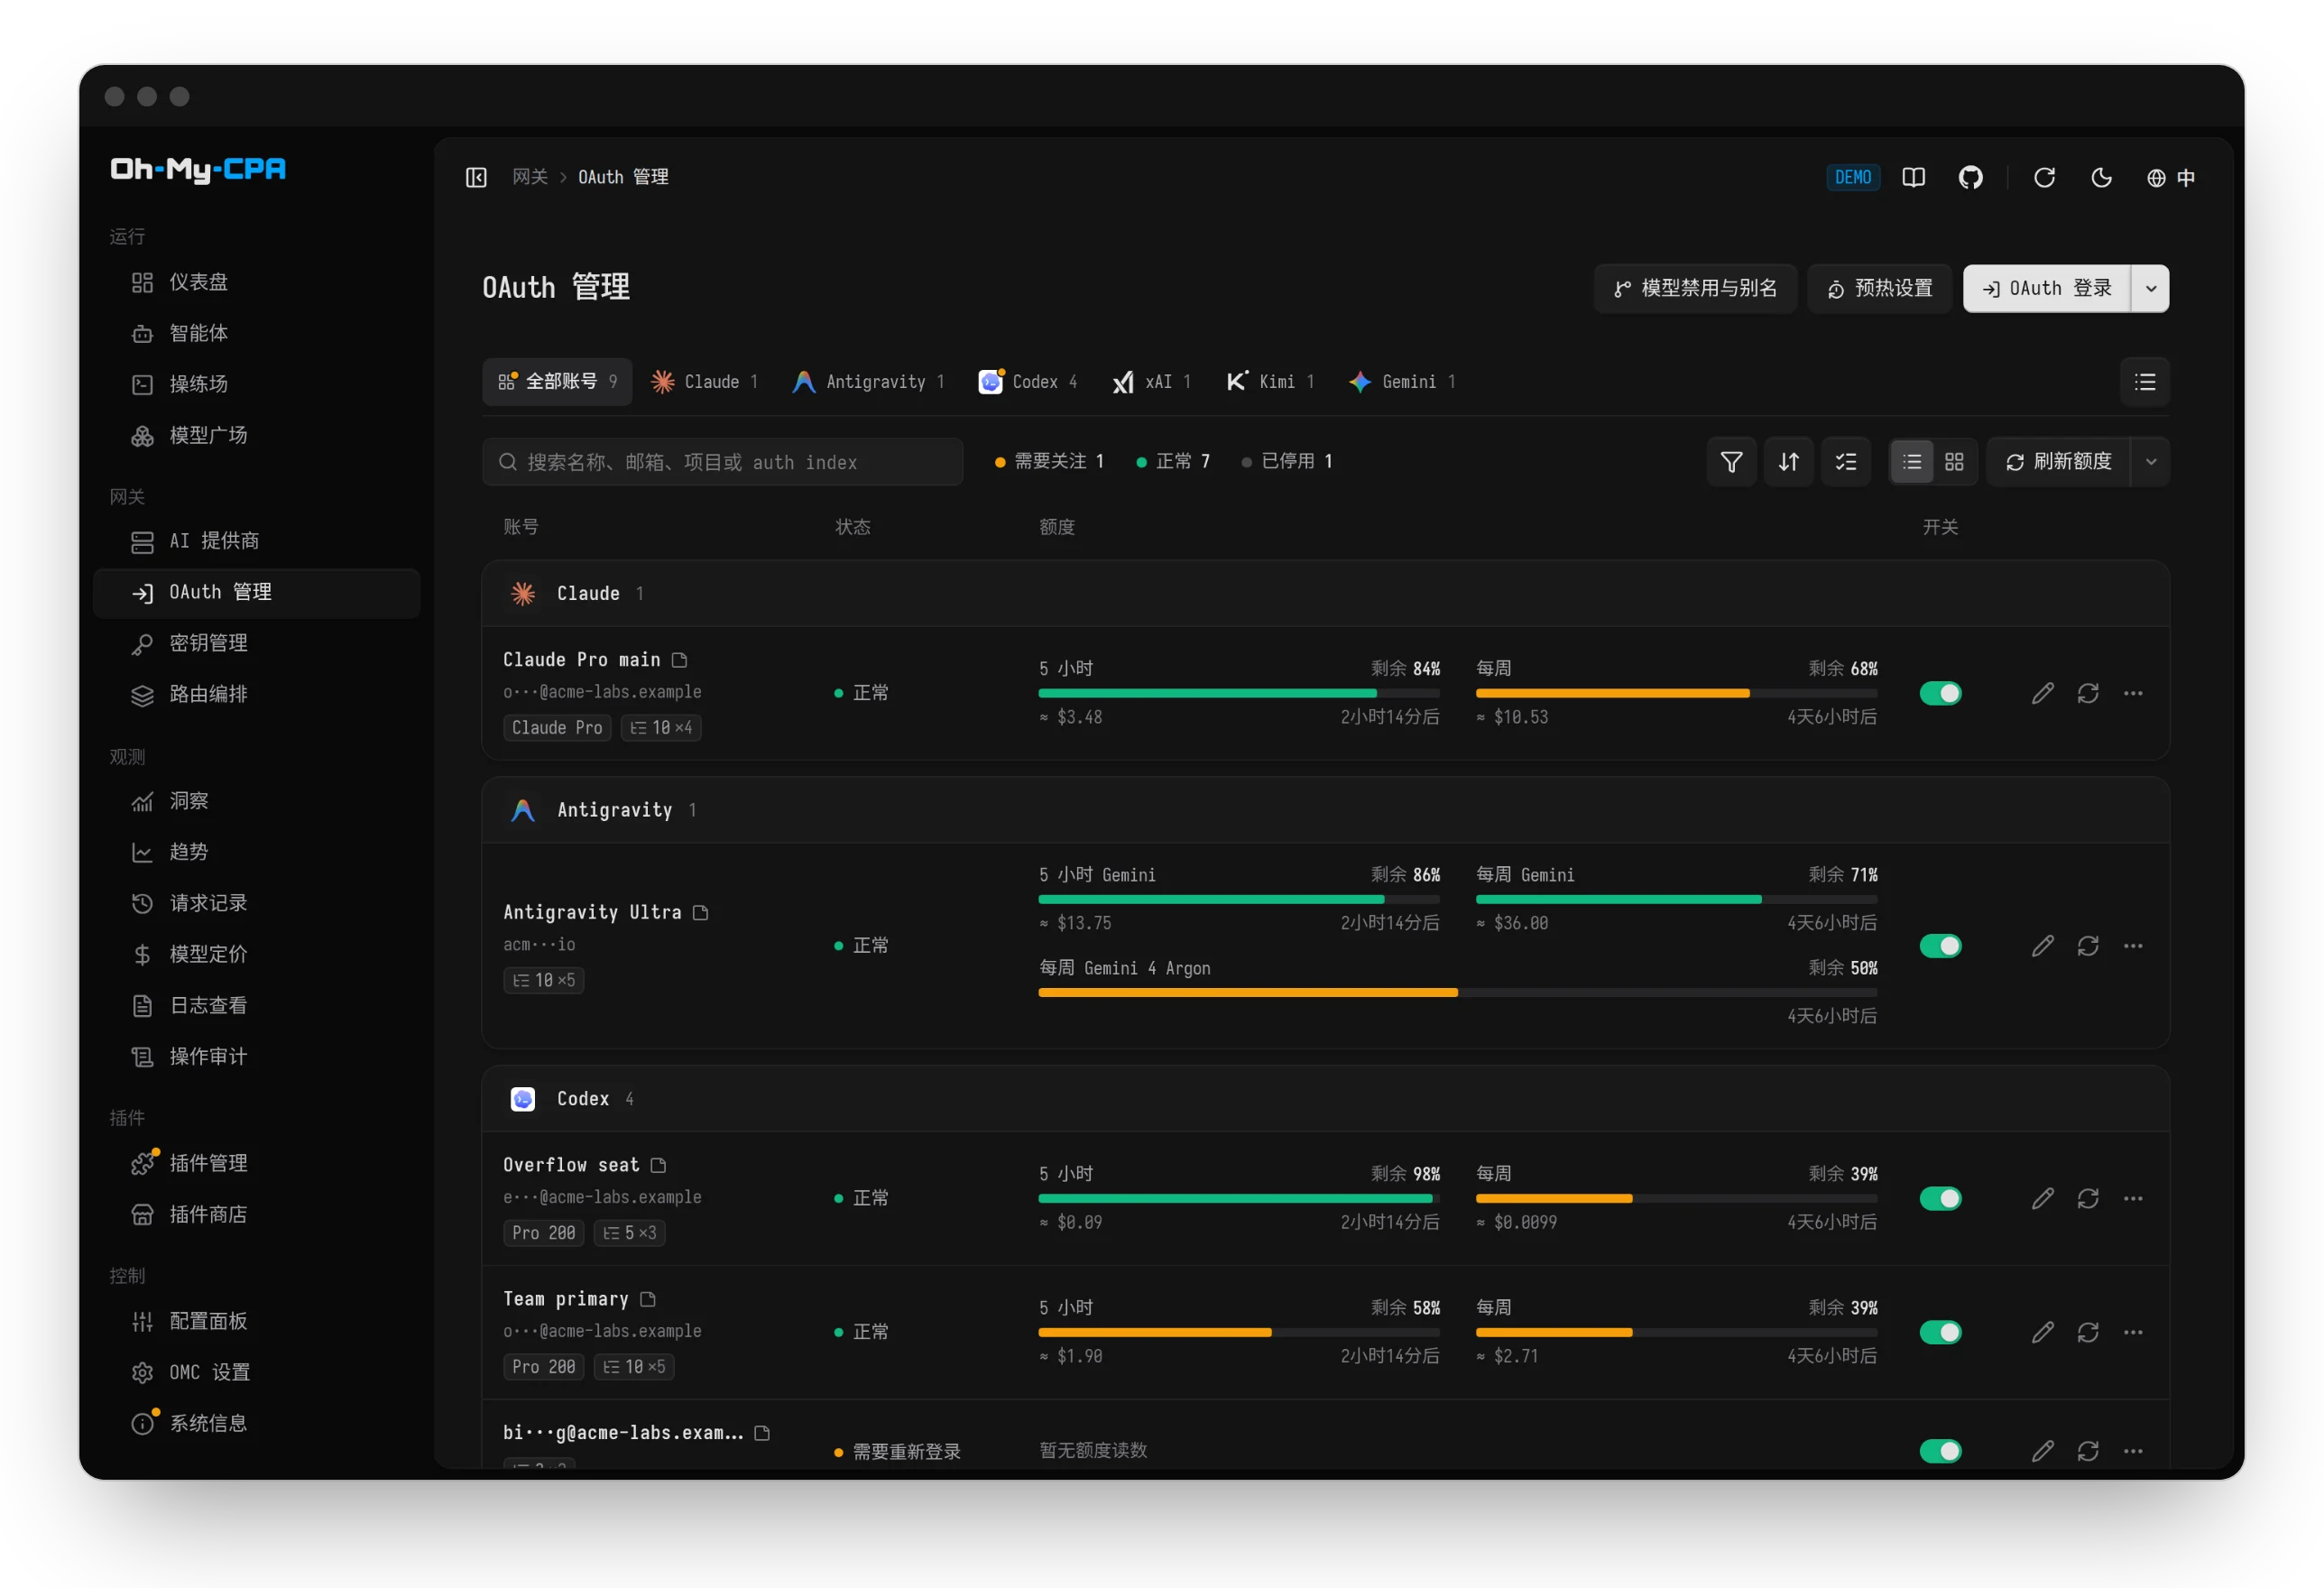 Oh-My-CPA
运行
仪表盘
智能体
操练场
模型广场
网关
AI 提供商
OAuth 管理
密钥管理
路由编排
观测
洞察
趋势
请求记录
模型定价
日志查看
操作审计
插件
插件管理
插件商店
控制
配置面板
OMC 设置
系统信息
网关 > OAuth 管理
DEMO
中
OAuth 管理
模型禁用与别名
预热设置
OAuth 登录
全部账号 9
Claude 1
Antigravity 1
Codex 4
xAI 1
Kimi 1
Gemini 1
搜索名称、邮箱、项目或 auth index
需要关注 1
正常 7
已停用 1
刷新额度
账号 状态 额度 开关
Claude 1
Claude Pro main
o···@acme-labs.example
Claude Pro 10 ×4
正常
5 小时 剩余 84%
≈ $3.48 2小时14分后
每周 剩余 68%
≈ $10.53 4天6小时后
Antigravity 1
Antigravity Ultra
acm···io
10 ×5
正常
5 小时 Gemini 剩余 86%
≈ $13.75 2小时14分后
每周 Gemini 剩余 71%
≈ $36.00 4天6小时后
每周 Gemini 4 Argon 剩余 50%
4天6小时后
Codex 4
Overflow seat
e···@acme-labs.example
Pro 200 5 ×3
正常
5 小时 剩余 98%
≈ $0.09 2小时14分后
每周 剩余 39%
≈ $0.0099 4天6小时后
Team primary
o···@acme-labs.example
Pro 200 10 ×5
正常
5 小时 剩余 58%
≈ $1.90 2小时14分后
每周 剩余 39%
≈ $2.71 4天6小时后
bi···g@acme-labs.exam...
需要重新登录
暂无额度读数